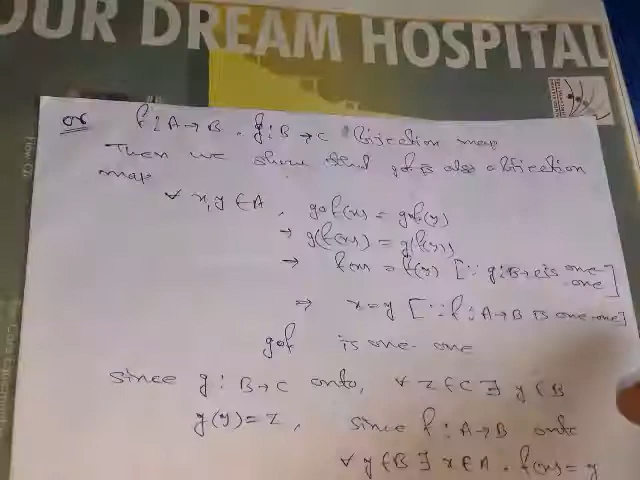 OUR DREAM HOSPITAL
or f: A→B, g: B→C bijection map
Then we show that gof is also bijection
map
∀ x, y ∈ A, gof(x) = gof(y)
→ g(f(x)) = g(f(y))
→ f(x) = f(y) [∵ g: B→C is one-
one]
⇒ x = y [∵ f: A→B is one-one]
gof is one-one
Since g: B→C onto, ∀ z ∈ C ∃ y ∈ B
g(y) = z, since f: A→B onto
∀ y ∈ B ∃ x ∈ A. f(x) = y